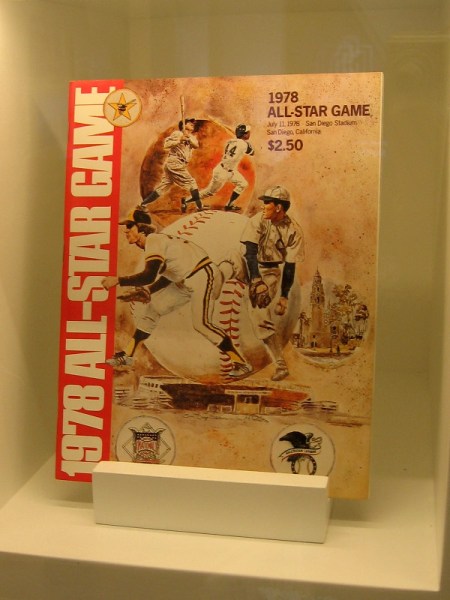 1978 ALL-STAR GAME
1978
ALL-STAR GAME
July 11, 1978 · San Diego Stadium
San Diego, California
$2.50